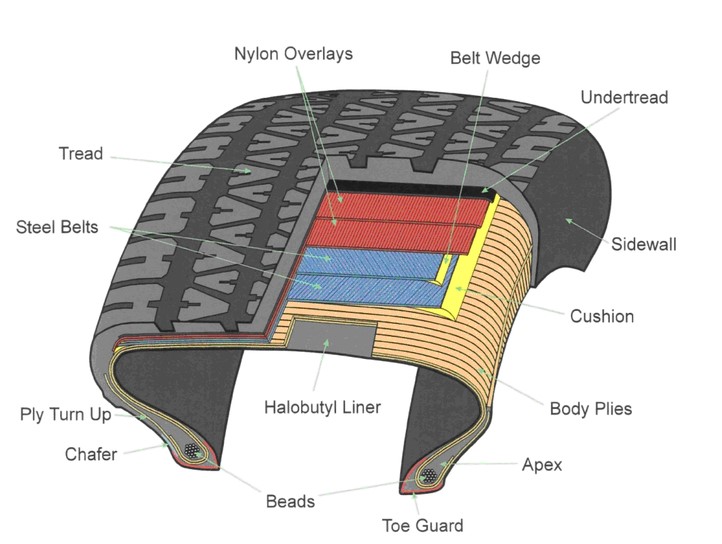 Nylon Overlays
Belt Wedge
Undertread
Tread
Steel Belts
Sidewall
Cushion
Halobutyl Liner
Body Plies
Ply Turn Up
Chafer
Apex
Beads
Toe Guard